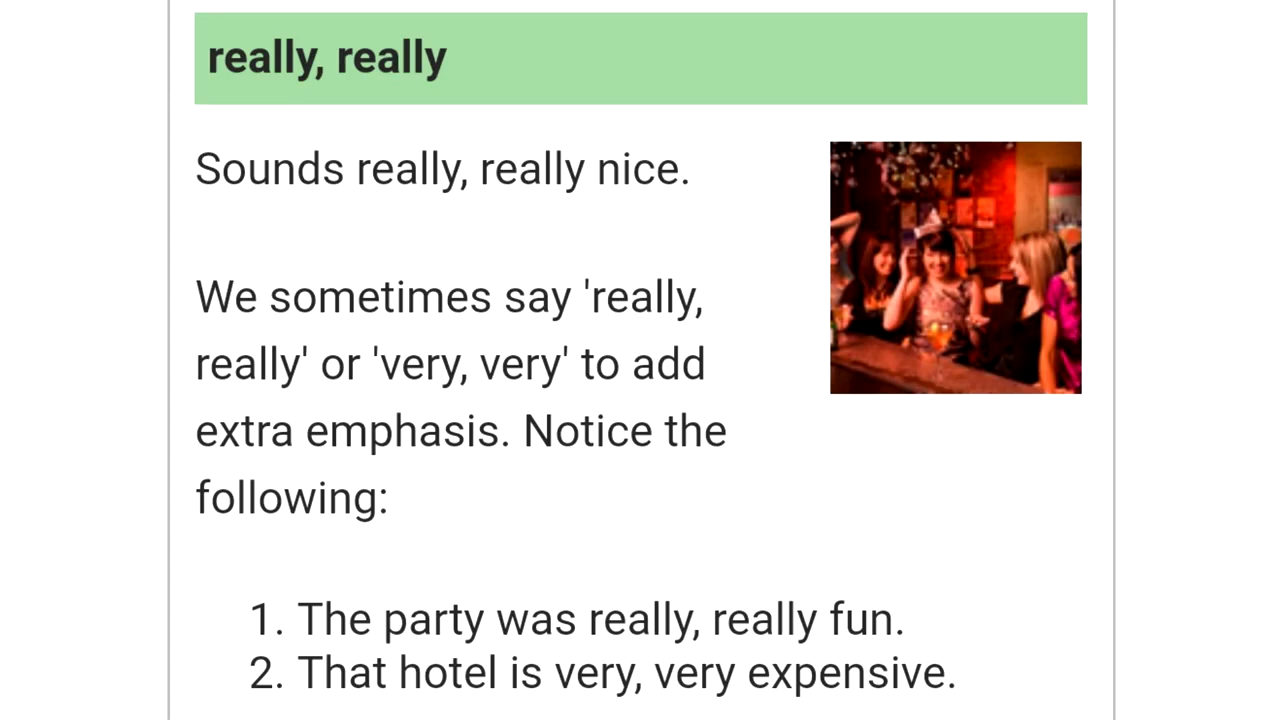 really, really
Sounds really, really nice.
We sometimes say 'really,
really' or 'very, very' to add
extra emphasis. Notice the
following:
1. The party was really, really fun.
2. That hotel is very, very expensive.